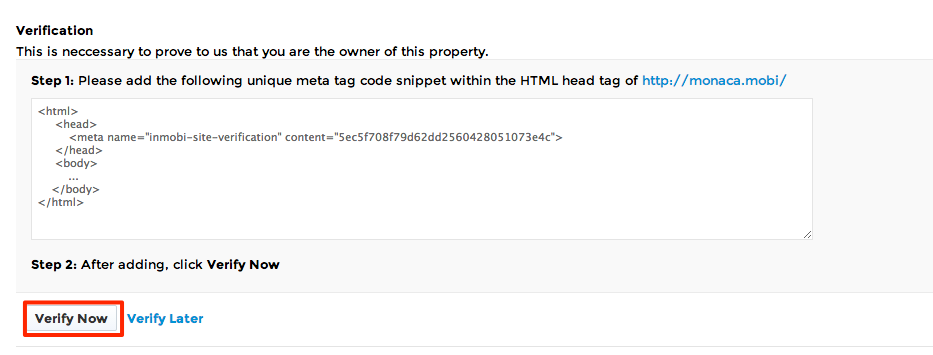 Verification
This is neccessary to prove to us that you are the owner of this property.
Step 1: Please add the following unique meta tag code snippet within the HTML head tag of http://monaca.mobi/
<html>
<head>
<meta name="inmobi-site-verification" content="5ec5f708f79d62dd2560428051073e4c">
</head>
<body>
...
</body>
</html>
Step 2: After adding, click Verify Now
Verify Now Verify Later